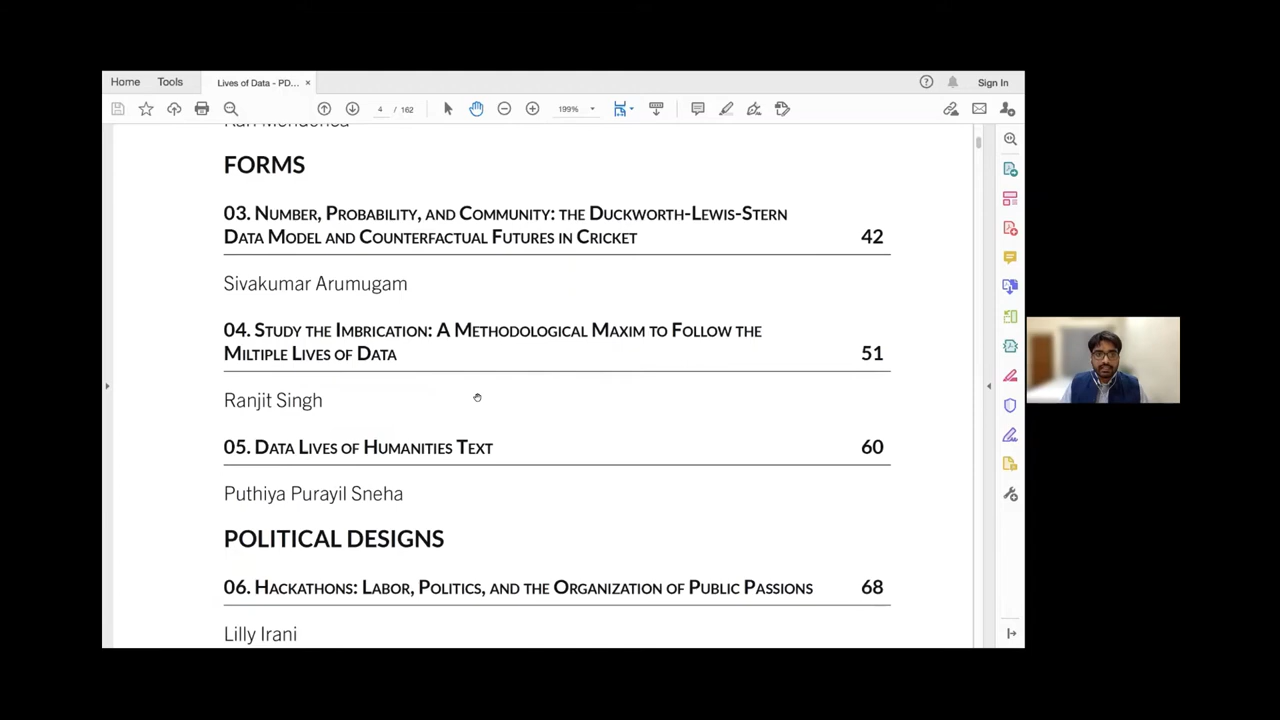 Home Tools Lives of Data - PD... × Sign In
4 / 162 199%
FORMS
03. Number, Probability, and Community: the Duckworth-Lewis-Stern
Data Model and Counterfactual Futures in Cricket 42
Sivakumar Arumugam
04. Study the Imbrication: A Methodological Maxim to Follow the
Miltiple Lives of Data 51
Ranjit Singh
05. Data Lives of Humanities Text 60
Puthiya Purayil Sneha
POLITICAL DESIGNS
06. Hackathons: Labor, Politics, and the Organization of Public Passions 68
Lilly Irani